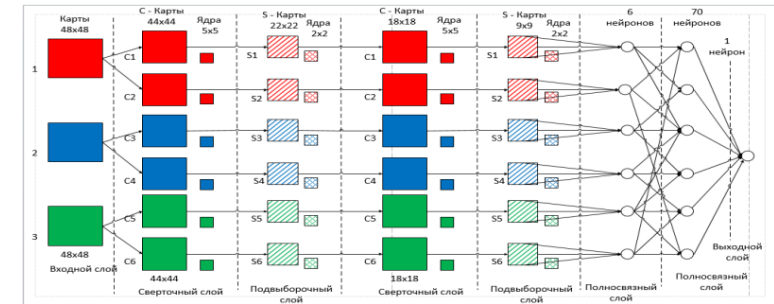 Карты
48x48
С - Карты
44x44
Ядра
5x5
S - Карты
22x22
Ядра
2x2
С - Карты
18x18
Ядра
5x5
S - Карты
9x9
Ядра
2x2
6
нейронов
70
нейронов
1
нейрон
1
2
3
C1
C2
C3
C4
C5
C6
S1
S2
S3
S4
S5
S6
C1
C2
C3
C4
C5
C6
S1
S2
S3
S4
S5
S6
48x48
Входной слой
44x44
Сверточный слой
Подвыборочный
слой
18x18
Сверточный слой
Подвыборочный
слой
Полносвязный
слой
Полносвязный
слой
Выходной
слой